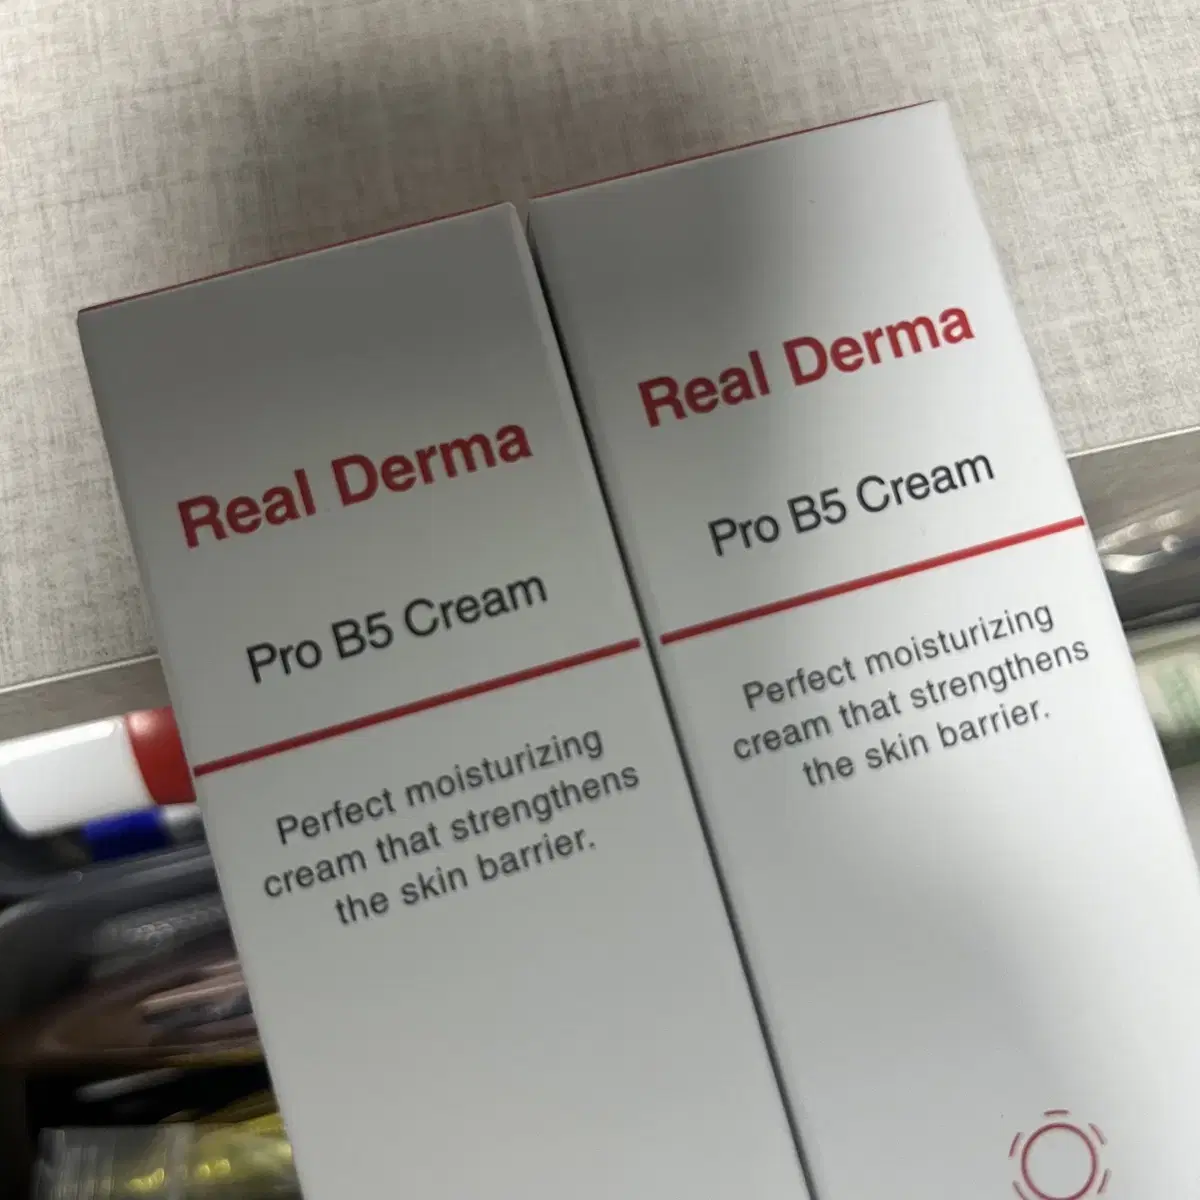 Real Derma
Pro B5 Cream
Perfect moisturizing
cream that strengthens
the skin barrier.
Real Derma
Pro B5 Cream
Perfect moisturizing
cream that strengthens
the skin barrier.